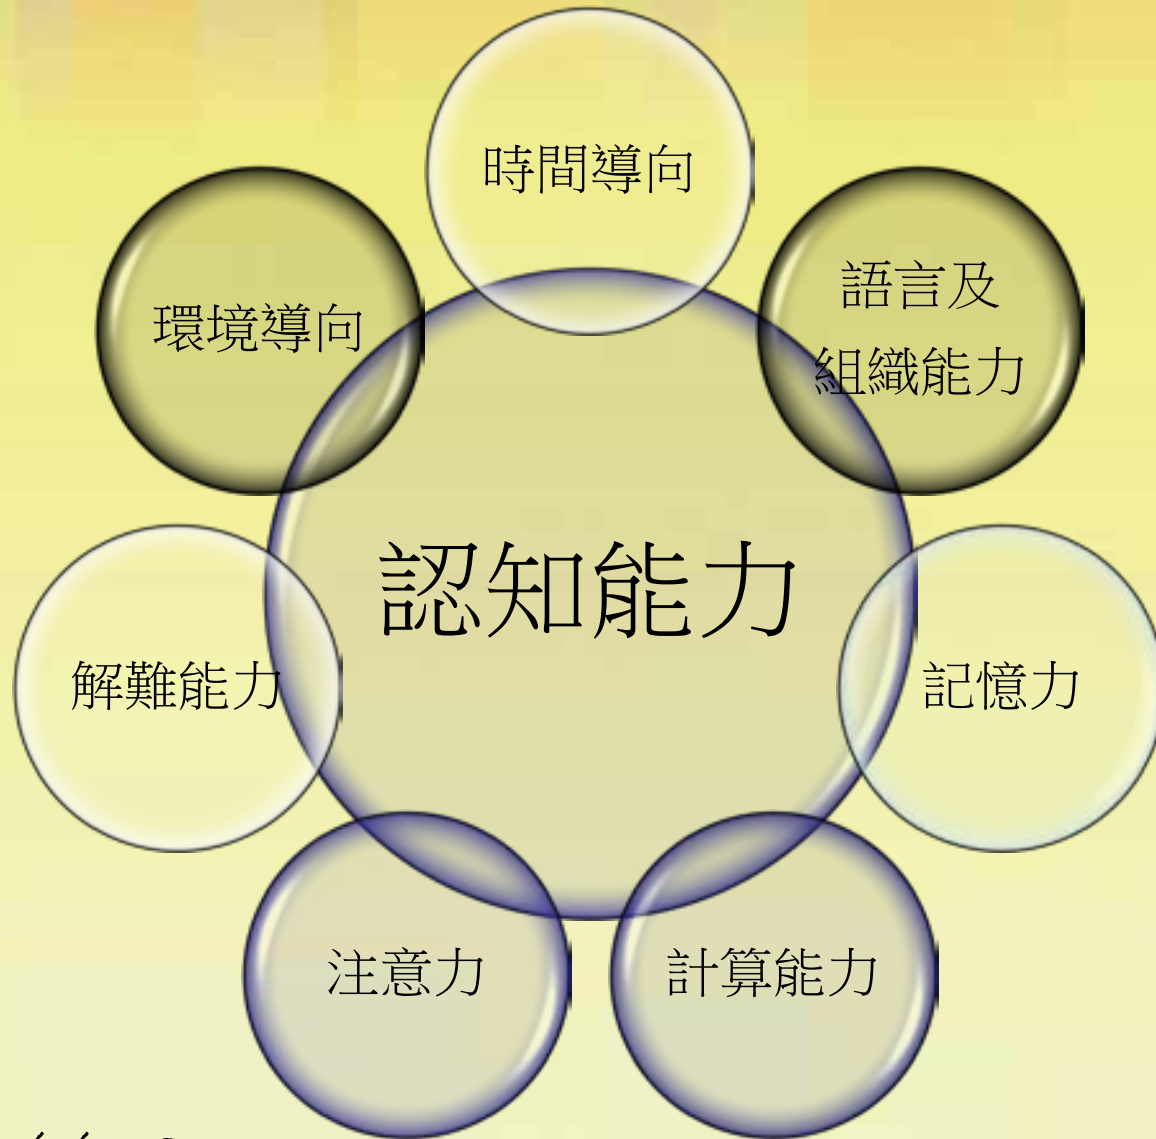 時間導向
語言及
組織能力
環境導向
認知能力
解難能力
記憶力
注意力
計算能力